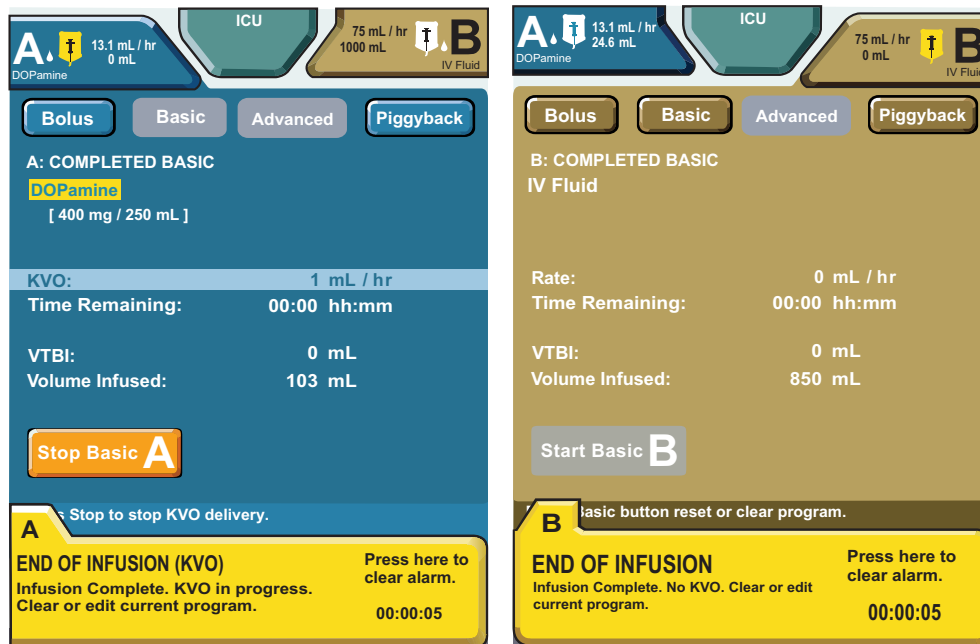 A
13.1 mL / hr
0 mL
DOPamine
ICU
75 mL / hr
1000 mL
B
IV Fluid
Bolus
Basic
Advanced
Piggyback
A: COMPLETED BASIC
DOPamine
[ 400 mg / 250 mL ]
KVO: 1 mL / hr
Time Remaining: 00:00 hh:mm
VTBI: 0 mL
Volume Infused: 103 mL
Stop Basic A
Stop to stop KVO delivery.
A
END OF INFUSION (KVO)
Infusion Complete. KVO in progress.
Clear or edit current program.
Press here to
clear alarm.
00:00:05
A
13.1 mL / hr
24.6 mL
DOPamine
ICU
75 mL / hr
0 mL
B
IV Fluid
Bolus
Basic
Advanced
Piggyback
B: COMPLETED BASIC
IV Fluid
Rate: 0 mL / hr
Time Remaining: 00:00 hh:mm
VTBI: 0 mL
Volume Infused: 850 mL
Start Basic B
Basic button reset or clear program.
B
END OF INFUSION
Infusion Complete. No KVO. Clear or edit
current program.
Press here to
clear alarm.
00:00:05